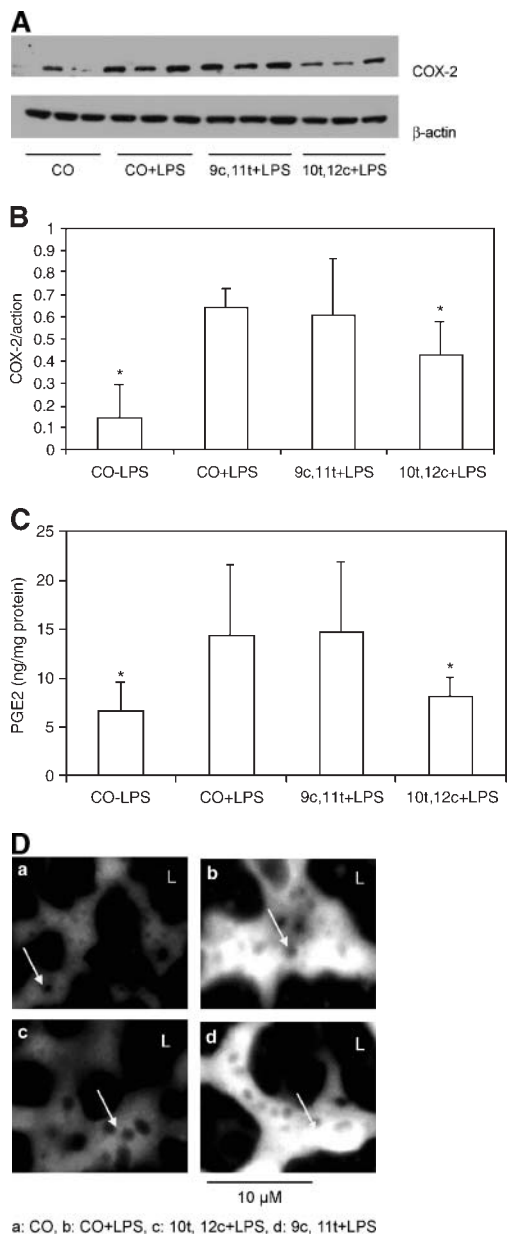 A
COX-2
β-actin
CO CO+LPS 9c,11t+LPS 10t,12c+LPS
B
1
0.9
0.8
0.7
0.6
0.5
0.4
0.3
0.2
0.1
0
COX-2/action
* *
CO-LPS CO+LPS 9c,11t+LPS 10t,12c+LPS
C
25
20
15
10
5
0
PGE2 (ng/mg protein)
* *
CO-LPS CO+LPS 9c,11t+LPS 10t,12c+LPS
D
a L b L
c L d L
10 μM
a: CO, b: CO+LPS, c: 10t, 12c+LPS, d: 9c, 11t+LPS